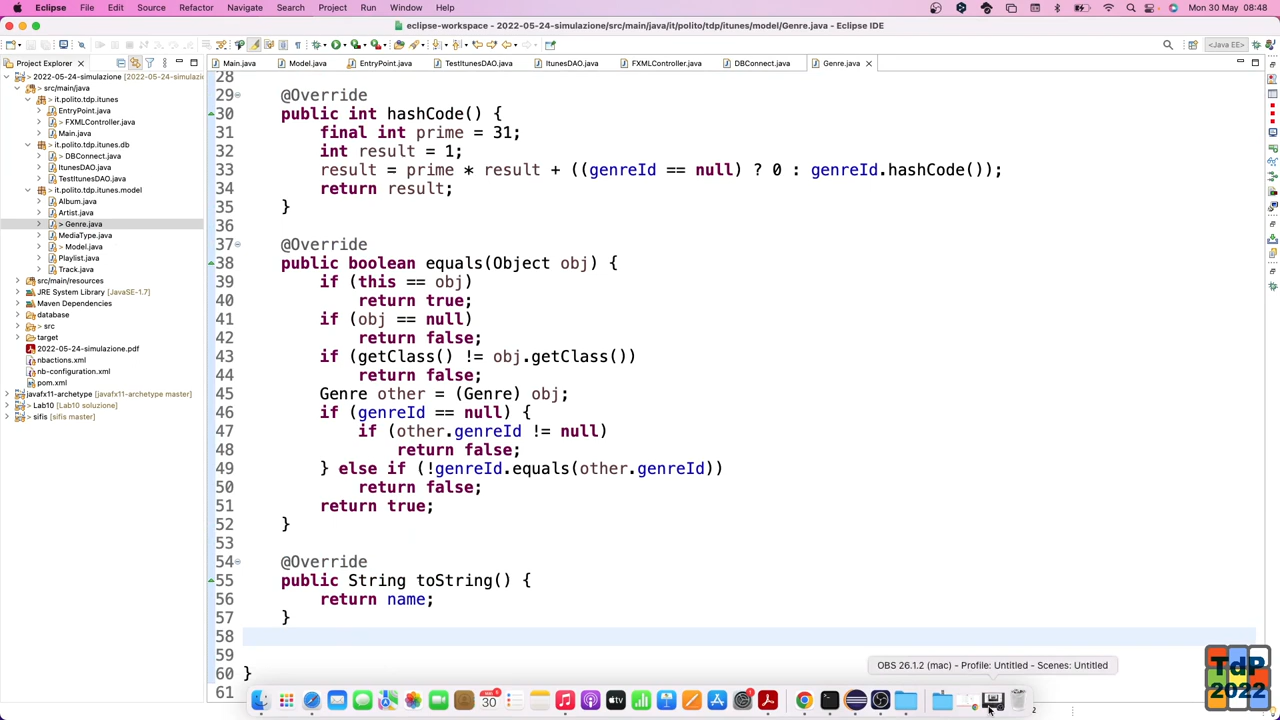 Eclipse File Edit Source Refactor Navigate Search Project Run Window Help Mon 30 May 08:48
eclipse-workspace - 2022-05-24-simulazione/src/main/java/it/polito/tdp/itunes/model/Genre.java - Eclipse IDE
<Java EE>
Project Explorer
Main.java Model.java EntryPoint.java TestItunesDAO.java ItunesDAO.java FXMLController.java DBConnect.java Genre.java
2022-05-24-simulazione
src/main/java
it.polito.tdp.itunes
EntryPoint.java
> FXMLController.java
Main.java
it.polito.tdp.itunes.db
> DBConnect.java
ItunesDAO.java
TestItunesDAO.java
it.polito.tdp.itunes.model
Album.java
Artist.java
> Genre.java
MediaType.java
> Model.java
Playlist.java
Track.java
src/main/resources
JRE System Library [JavaSE-1.7]
Maven Dependencies
database
> src
target
2022-05-24-simulazione.pdf
nbactions.xml
nb-configuration.xml
pom.xml
javafx11-archetype [javafx11-archetype master]
> Lab10 [Lab10 soluzione]
> sifis [sifis master]
28
29 @Override
30 public int hashCode() {
31 final int prime = 31;
32 int result = 1;
33 result = prime * result + ((genreId == null) ? 0 : genreId.hashCode());
34 return result;
35 }
36
37 @Override
38 public boolean equals(Object obj) {
39 if (this == obj)
40 return true;
41 if (obj == null)
42 return false;
43 if (getClass() != obj.getClass())
44 return false;
45 Genre other = (Genre) obj;
46 if (genreId == null) {
47 if (other.genreId != null)
48 return false;
49 } else if (!genreId.equals(other.genreId))
50 return false;
51 return true;
52 }
53
54 @Override
55 public String toString() {
56 return name;
57 }
58
59
60 }
61
OBS 26.1.2 (mac) - Profile: Untitled - Scenes: Untitled
TdP
2022